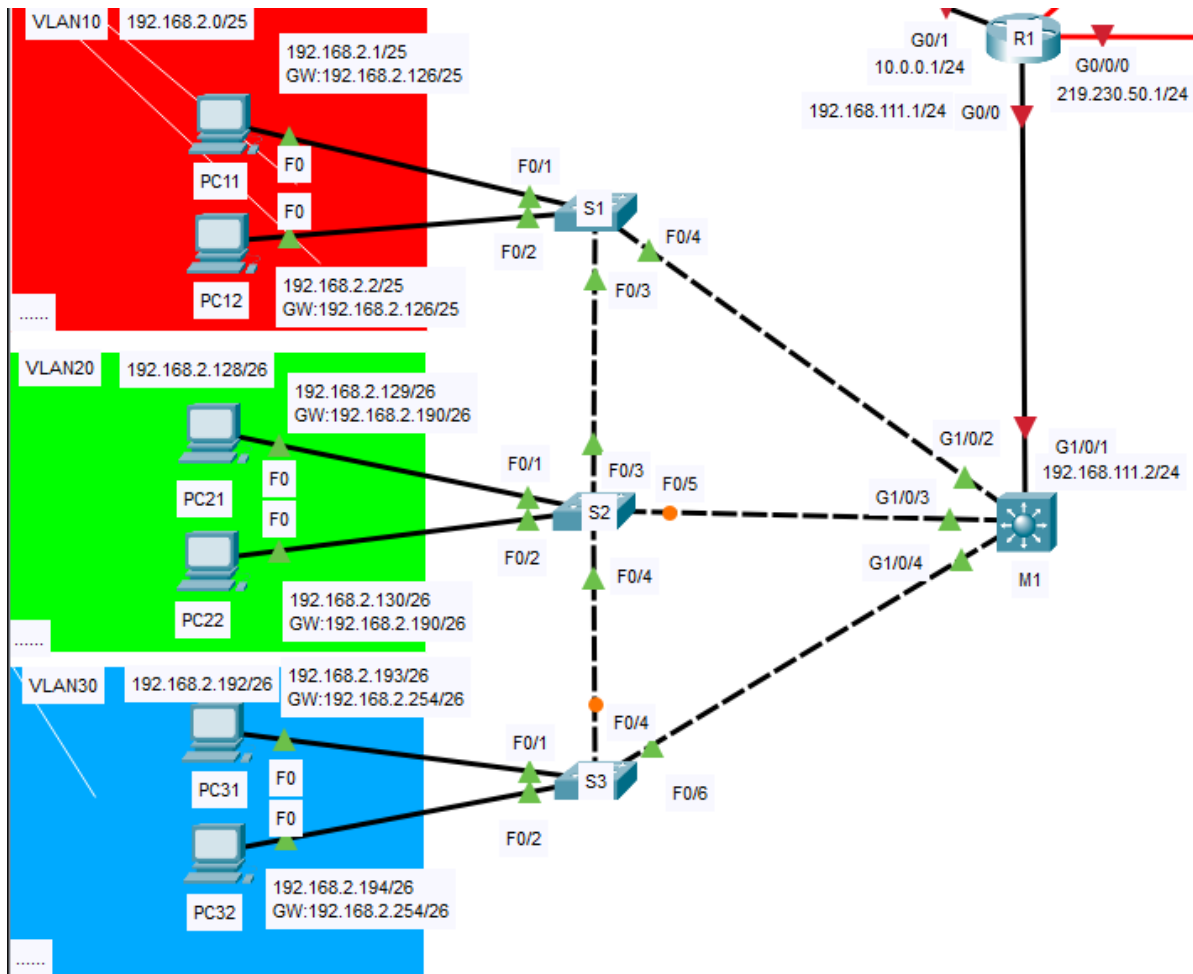 VLAN10
192.168.2.0/25
192.168.2.1/25
GW:192.168.2.126/25
PC11
F0
F0
PC12
192.168.2.2/25
GW:192.168.2.126/25
......
F0/1
F0/2
S1
F0/4
F0/3
G0/1
10.0.0.1/24
R1
G0/0/0
219.230.50.1/24
192.168.111.1/24
G0/0
VLAN20
192.168.2.128/26
192.168.2.129/26
GW:192.168.2.190/26
PC21
F0
F0
PC22
192.168.2.130/26
GW:192.168.2.190/26
......
F0/1
F0/2
F0/3
S2
F0/5
F0/4
G1/0/2
G1/0/3
G1/0/4
G1/0/1
192.168.111.2/24
M1
VLAN30
192.168.2.192/26
192.168.2.193/26
GW:192.168.2.254/26
PC31
F0
F0
PC32
192.168.2.194/26
GW:192.168.2.254/26
......
F0/1
F0/2
F0/4
S3
F0/6